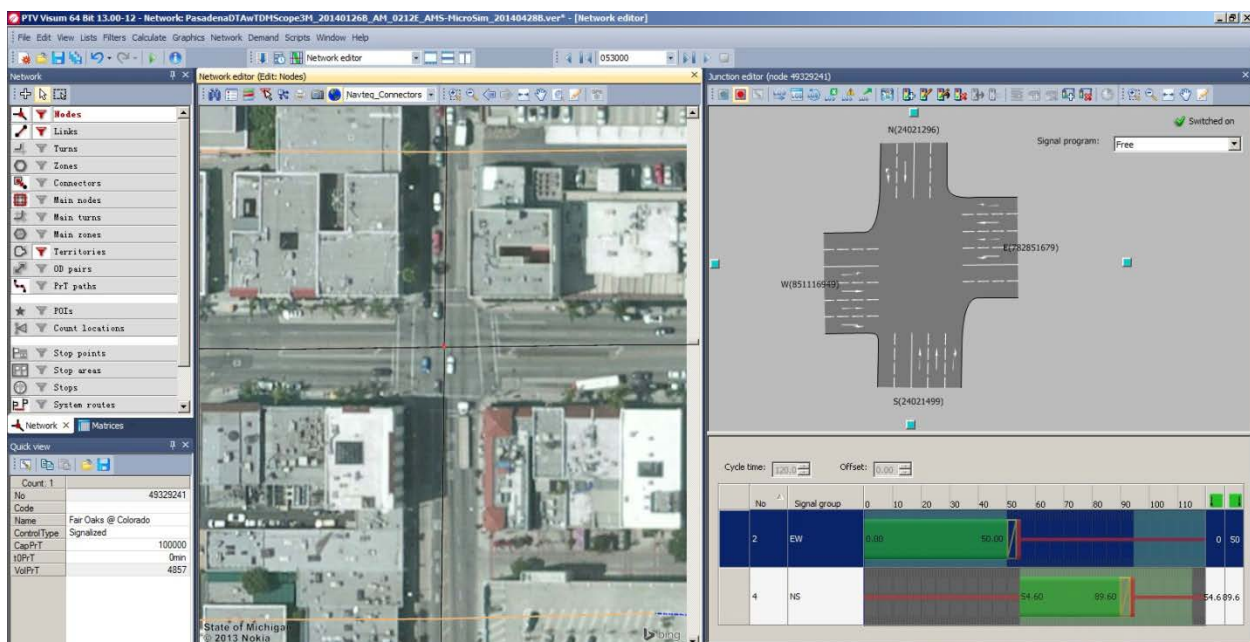 PTV Visum 64 Bit 13.00-12 - Network: PasadenaDTAwTDMScope3M_20140126B_AM_0212E_AMS-MicroSim_20140428B.ver* - [Network editor]
File Edit View Lists Filters Calculate Graphics Network Demand Scripts Window Help
Network editor
053000
Network
Nodes
Links
Turns
Zones
Connectors
Main nodes
Main turns
Main zones
Territories
OD pairs
PrT paths
POIs
Count locations
Stop points
Stop areas
Stops
System routes
Network
Matrices
Quick view
Count: 1
No 49329241
Code
Name Fair Oaks @ Colorado
ControlType Signalized
CapPrT 100000
t0PrT 0min
VolPrT 4857
Network editor (Edit: Nodes)
Navteq_Connectors
State of Michiga
© 2013 Nokia
bing
Junction editor (node 49329241)
Switched on
Signal program: Free
N(24021296)
E(782851679)
W(851116949)
S(24021499)
Cycle time: 120.0 Offset: 0.00
No Signal group 0 10 20 30 40 50 60 70 80 90 100 110
2 EW 0.00 50.00 0 50
4 NS 54.60 89.60 54.6 89.6